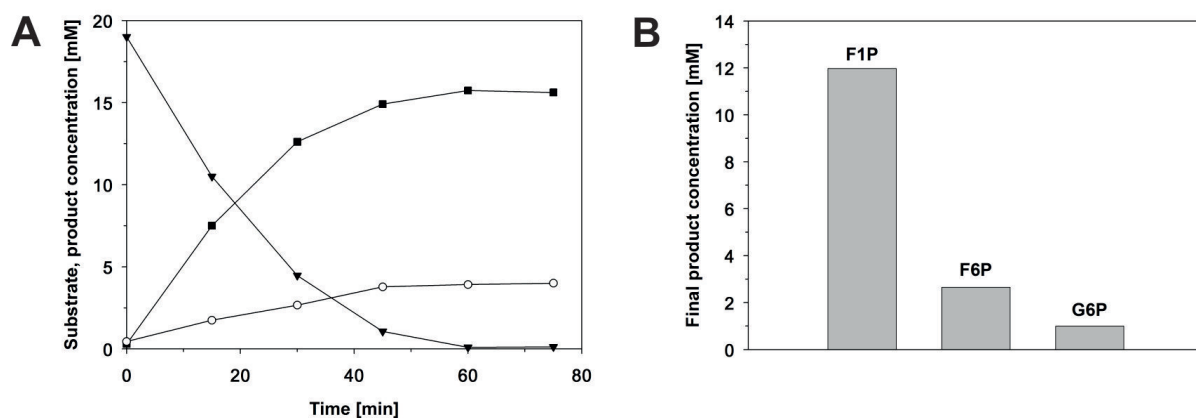 A
Substrate, product concentration [mM]
20
15
10
5
0
0
20
40
60
80
Time [min]
B
Final product concentration [mM]
14
12
10
8
6
4
2
0
F1P
F6P
G6P